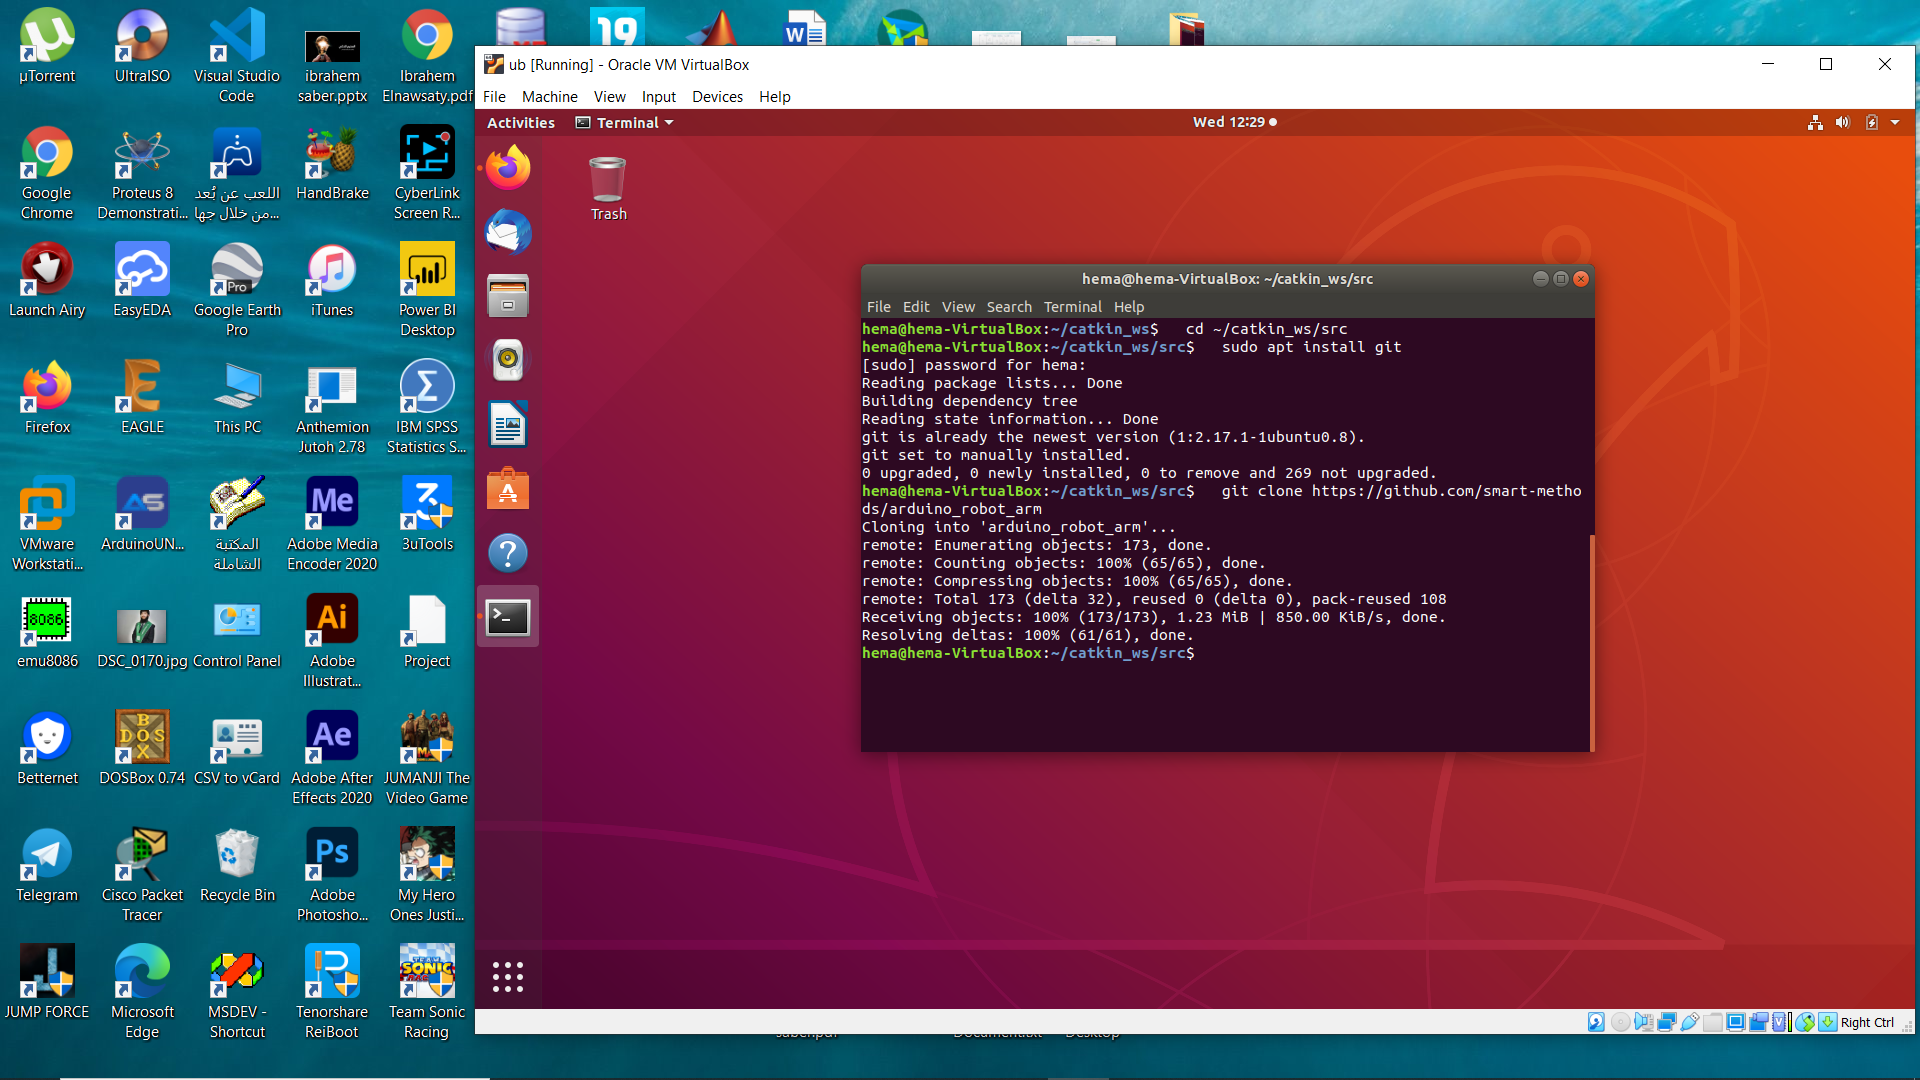 µTorrent
UltraISO
Visual Studio
Code
ibrahem
saber.pptx
Ibrahem
Elnawsaty.pdf
19
W
Google
Chrome
Proteus 8
Demonstrati...
اللعب عن بُعد
من خلال جها...
HandBrake
CyberLink
Screen R...
Launch Airy
EasyEDA
Pro
Google Earth
Pro
iTunes
Power BI
Desktop
Firefox
EAGLE
This PC
Anthemion
Jutoh 2.78
IBM SPSS
Statistics S...
VMware
Workstati...
ArduinoUN...
المكتبة
الشاملة
Me
Adobe Media
Encoder 2020
3uTools
8086
emu8086
DSC_0170.jpg
Control Panel
Ai
Adobe
Illustrat...
Project
Betternet
DOSBox 0.74
CSV to vCard
Ae
Adobe After
Effects 2020
JUMANJI The
Video Game
Telegram
Cisco Packet
Tracer
Recycle Bin
Ps
Adobe
Photosho...
My Hero
Ones Justi...
JUMP FORCE
Microsoft
Edge
MSDEV -
Shortcut
Tenorshare
ReiBoot
Team Sonic
Racing
ub [Running] - Oracle VM VirtualBox
File Machine View Input Devices Help
Activities Terminal Wed 12:29
Trash
hema@hema-VirtualBox: ~/catkin_ws/src
File Edit View Search Terminal Help
hema@hema-VirtualBox:~/catkin_ws$ cd ~/catkin_ws/src
hema@hema-VirtualBox:~/catkin_ws/src$ sudo apt install git
[sudo] password for hema:
Reading package lists... Done
Building dependency tree
Reading state information... Done
git is already the newest version (1:2.17.1-1ubuntu0.8).
git set to manually installed.
0 upgraded, 0 newly installed, 0 to remove and 269 not upgraded.
hema@hema-VirtualBox:~/catkin_ws/src$ git clone https://github.com/smart-metho
ds/arduino_robot_arm
Cloning into 'arduino_robot_arm'...
remote: Enumerating objects: 173, done.
remote: Counting objects: 100% (65/65), done.
remote: Compressing objects: 100% (65/65), done.
remote: Total 173 (delta 32), reused 0 (delta 0), pack-reused 108
Receiving objects: 100% (173/173), 1.23 MiB | 850.00 KiB/s, done.
Resolving deltas: 100% (61/61), done.
hema@hema-VirtualBox:~/catkin_ws/src$
Right Ctrl